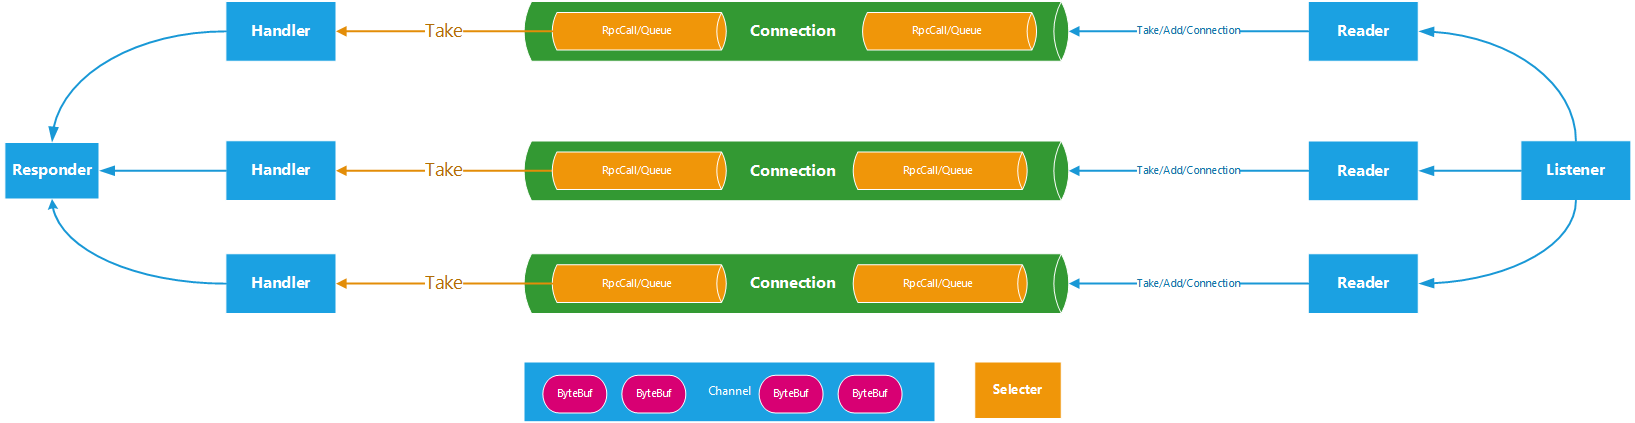 Handler
Take
RpcCall/Queue
Connection
RpcCall/Queue
Take/Add/Connection
Reader
Responder
Handler
Take
RpcCall/Queue
Connection
RpcCall/Queue
Take/Add/Connection
Reader
Listener
Handler
Take
RpcCall/Queue
Connection
RpcCall/Queue
Take/Add/Connection
Reader
ByteBuf
ByteBuf
Channel
ByteBuf
ByteBuf
Selecter